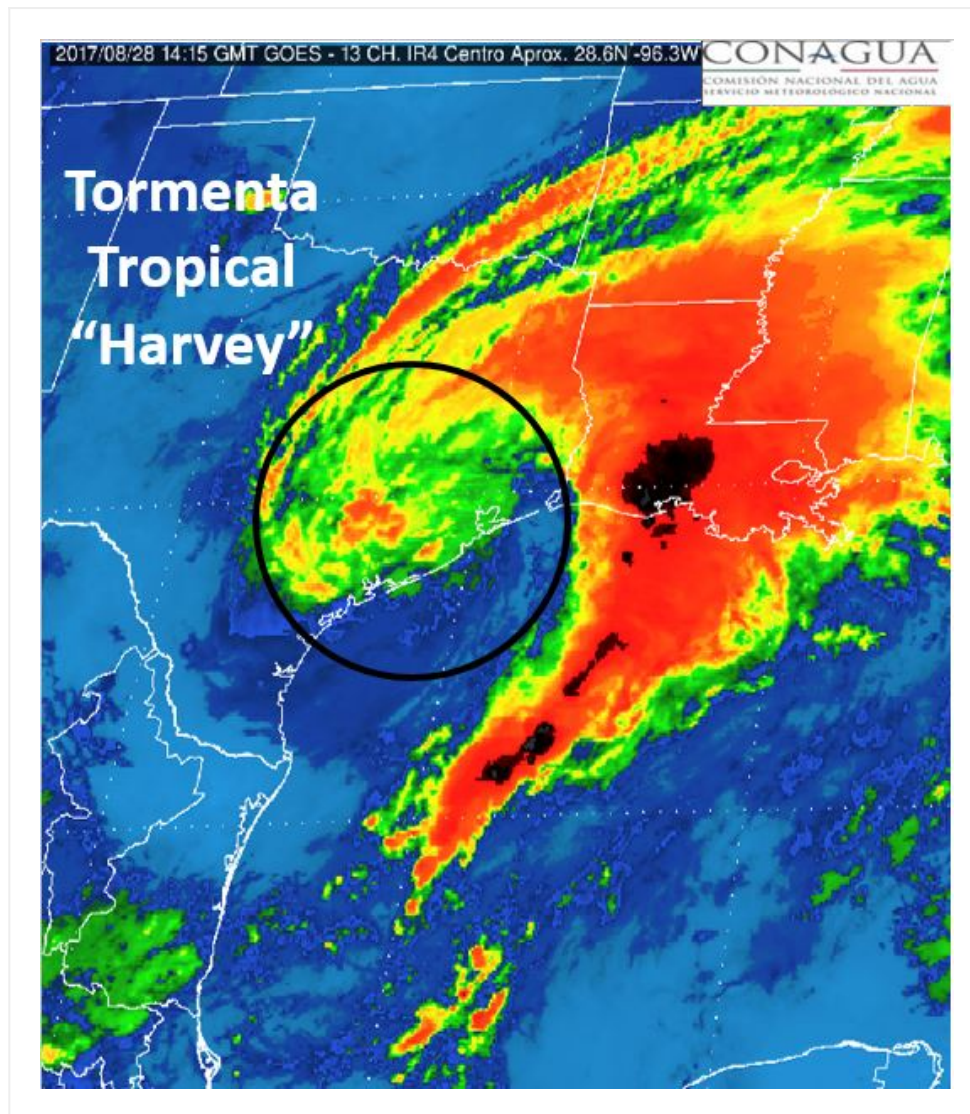 2017/08/28 14:15 GMT GOES - 13 CH. IR4 Centro Aprox. 28.6N -96.3W
CONAGUA
COMISIÓN NACIONAL DEL AGUA
SERVICIO METEOROLÓGICO NACIONAL
Tormenta
Tropical
“Harvey”